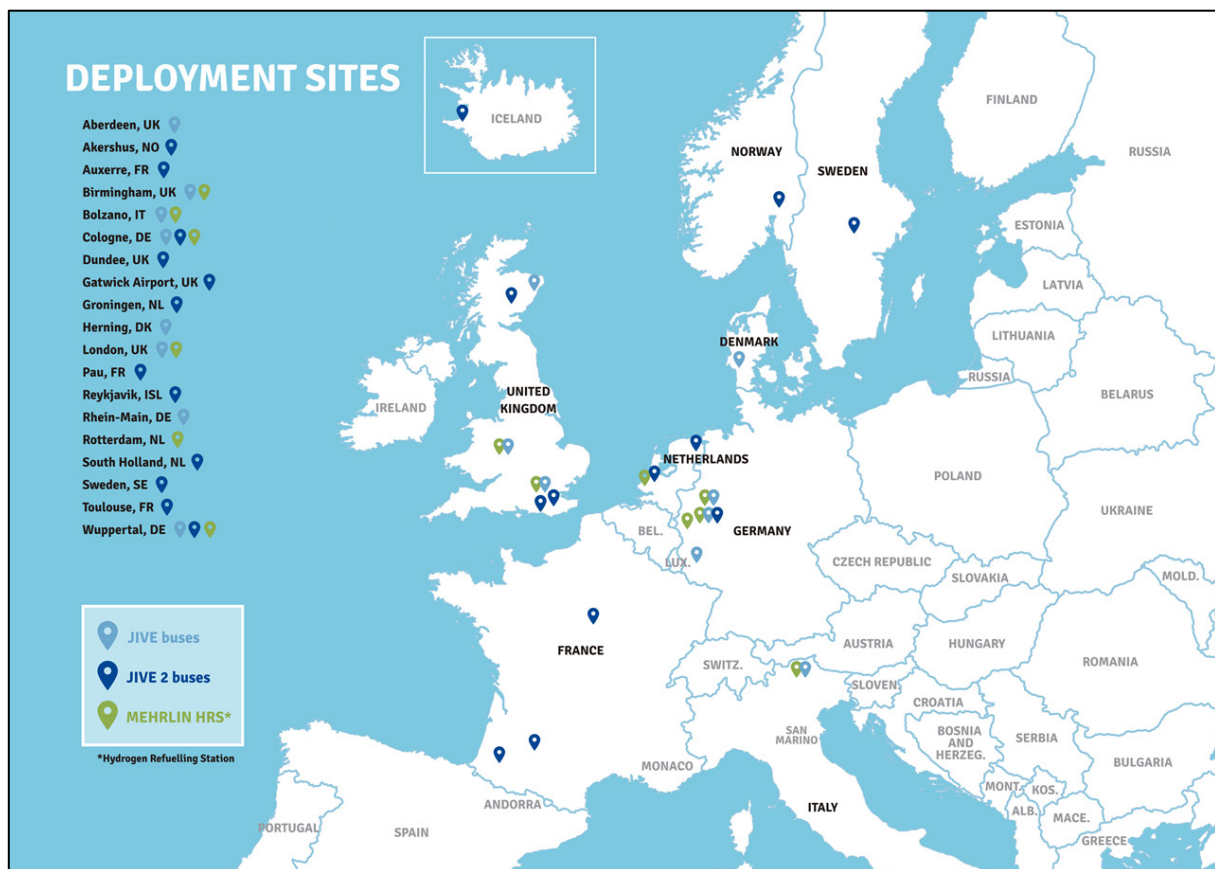 DEPLOYMENT SITES
Aberdeen, UK
Akershus, NO
Auxerre, FR
Birmingham, UK
Bolzano, IT
Cologne, DE
Dundee, UK
Gatwick Airport, UK
Groningen, NL
Herning, DK
London, UK
Pau, FR
Reykjavik, ISL
Rhein-Main, DE
Rotterdam, NL
South Holland, NL
Sweden, SE
Toulouse, FR
Wuppertal, DE
JIVE buses
JIVE 2 buses
MEHRLIN HRS*
*Hydrogen Refuelling Station
ICELAND
FINLAND
RUSSIA
NORWAY
SWEDEN
ESTONIA
LATVIA
LITHUANIA
RUSSIA
BELARUS
DENMARK
IRELAND
UNITED
KINGDOM
NETHERLANDS
POLAND
UKRAINE
BEL.
GERMANY
LUX.
CZECH REPUBLIC
SLOVAKIA
MOLD.
FRANCE
SWITZ.
AUSTRIA
HUNGARY
ROMANIA
SLOVEN.
CROATIA
SAN
MARINO
BOSNIA
AND
HERZEG.
SERBIA
BULGARIA
MONACO
MONT.
KOS.
ANDORRA
ITALY
ALB.
MACE.
GREECE
PORTUGAL
SPAIN